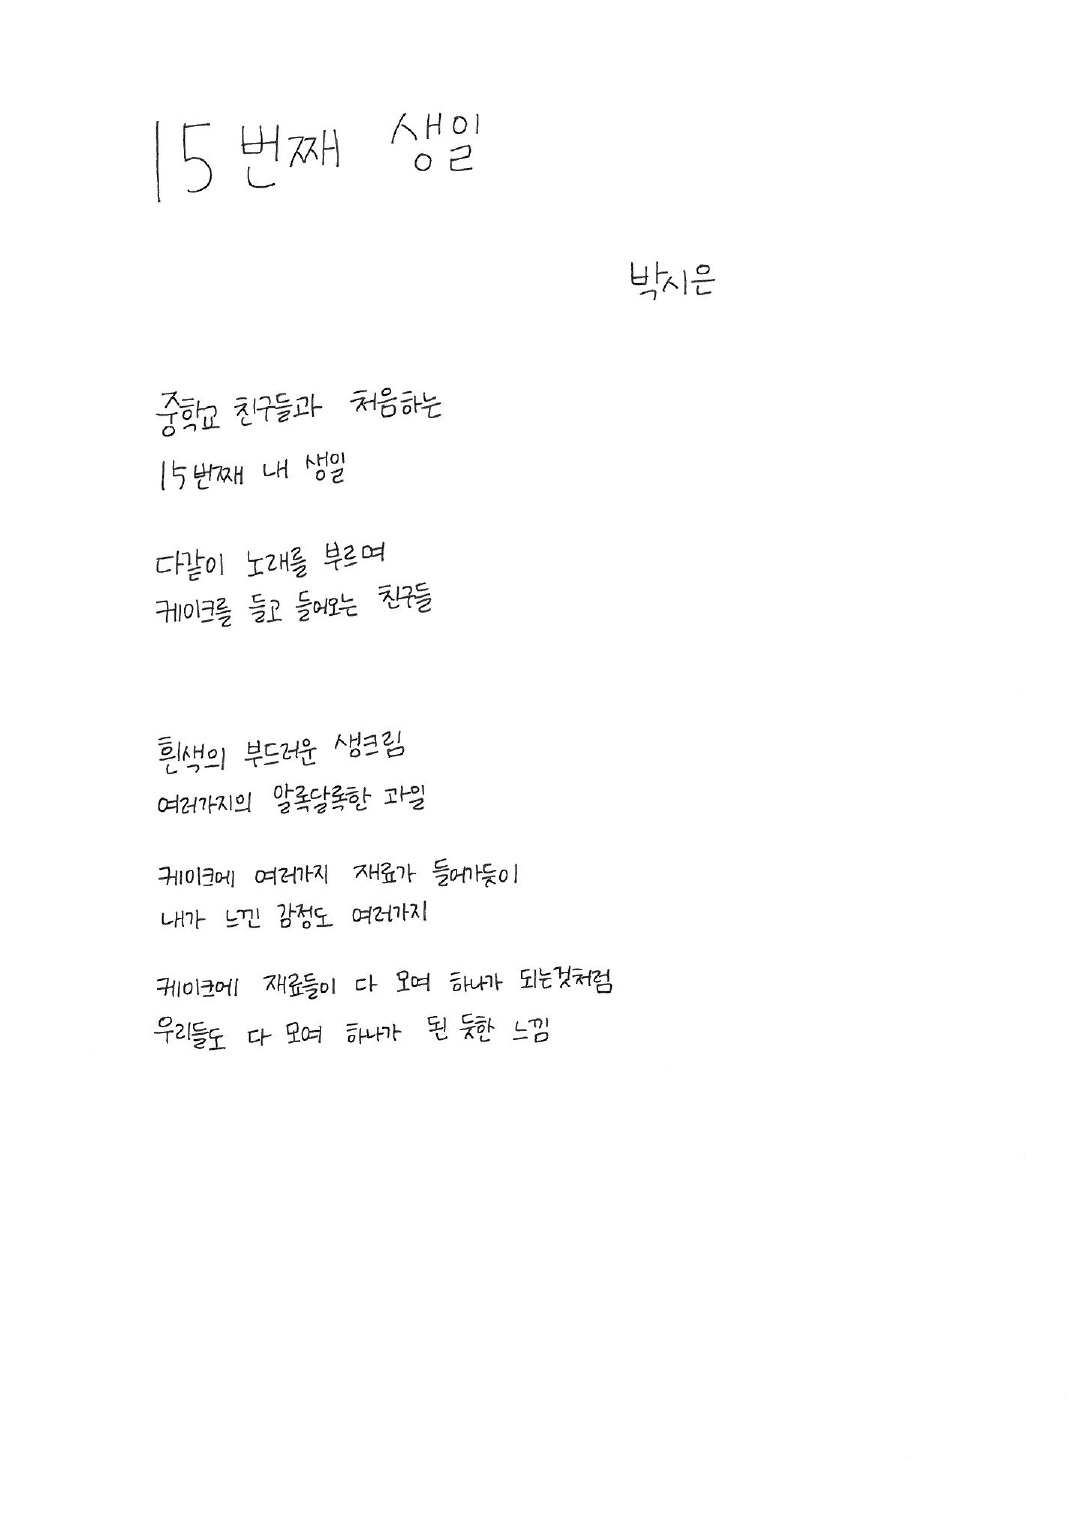 15번째 생일
박시은
중학교 친구들과 처음하는
15번째 내 생일
다같이 노래를 부르며
케이크를 들고 들어오는 친구들
흰색의 부드러운 생크림
여러가지의 알록달록한 과일
케이크에 여러가지 재료가 들어가듯이
내가 느낀 감정도 여러가지
케이크에 재료들이 다 모여 하나가 되는것처럼
우리들도 다 모여 하나가 된 듯한 느낌